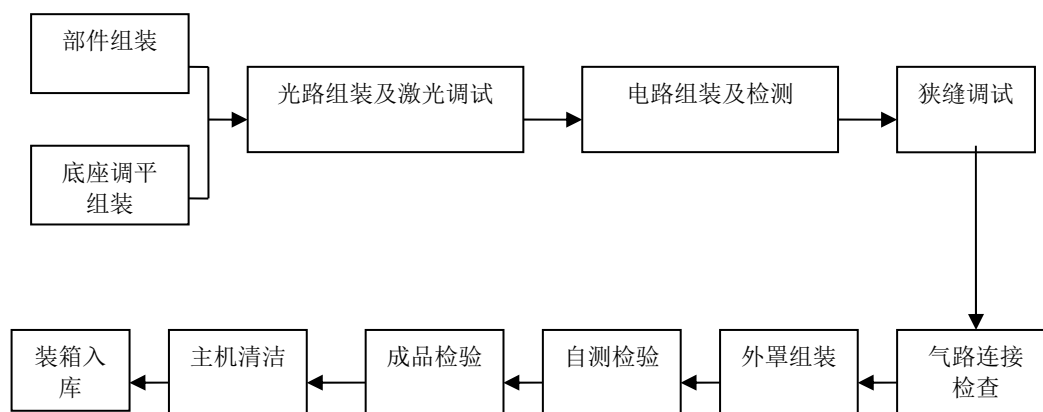 部件组装
底座调平
组装
光路组装及激光调试
电路组装及检测
狭缝调试
气路连接
检查
外罩组装
自测检验
成品检验
主机清洁
装箱入
库